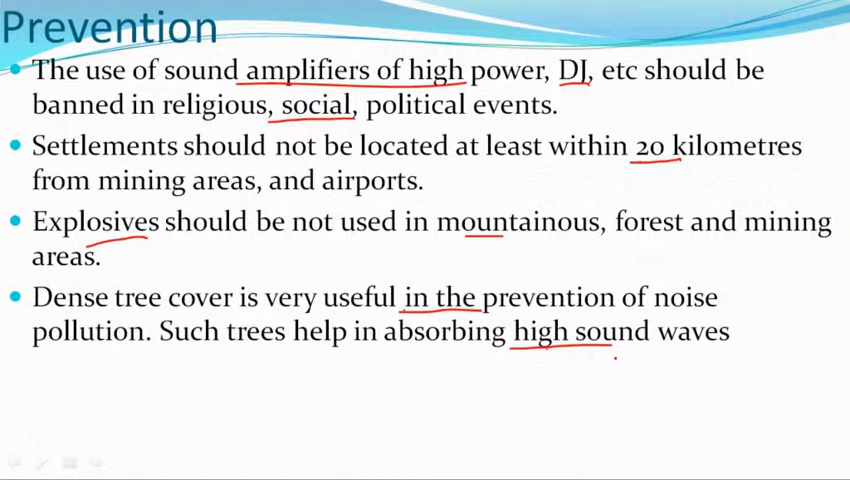 Prevention
The use of sound amplifiers of high power, DJ, etc should be
banned in religious, social, political events.
Settlements should not be located at least within 20 kilometres
from mining areas, and airports.
Explosives should be not used in mountainous, forest and mining
areas.
Dense tree cover is very useful in the prevention of noise
pollution. Such trees help in absorbing high sound waves